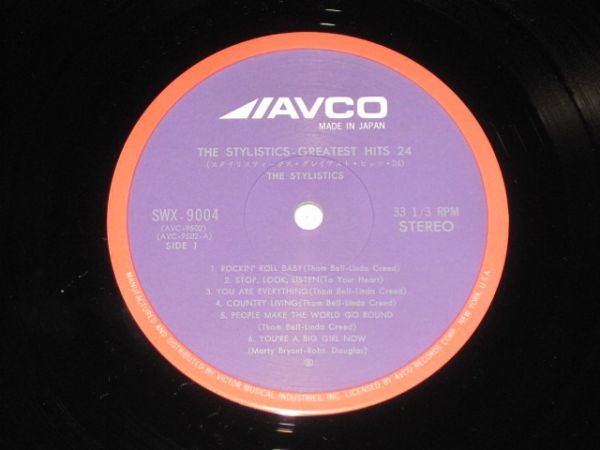 AVCO
MADE IN JAPAN
THE STYLISTICS-GREATEST HITS 24
(スタイリスティックス・グレイテスト・ヒッツ・24)
THE STYLISTICS
SWX-9004
(AVC-9502)
(AVC-9502-A)
SIDE 1
33 1/3 RPM
STEREO
1. ROCKIN' ROLL BABY(Thom Bell-Linda Creed)
2. STOP, LOOK, LISTEN(To Your Heart)
3. YOU ARE EVERYTHING(Thom Bell-Linda Creed)
4. COUNTPY LIVING(Thom Bell-Linda Creed)
5. PEOPLE MAKE THE WORLD GO ROUND
(Thom Bell-Linda Creed)
6. YOU'RE A BIG GIRL NOW
(Marty Bryant-Robt. Douglas)
Ⓟ
MANUFACTURED AND DISTRIBUTED BY VICTOR MUSICAL INDUSTRIES, INC. LICENSED BY AVCO RECORDS CORP. NEW YORK, U.S.A.